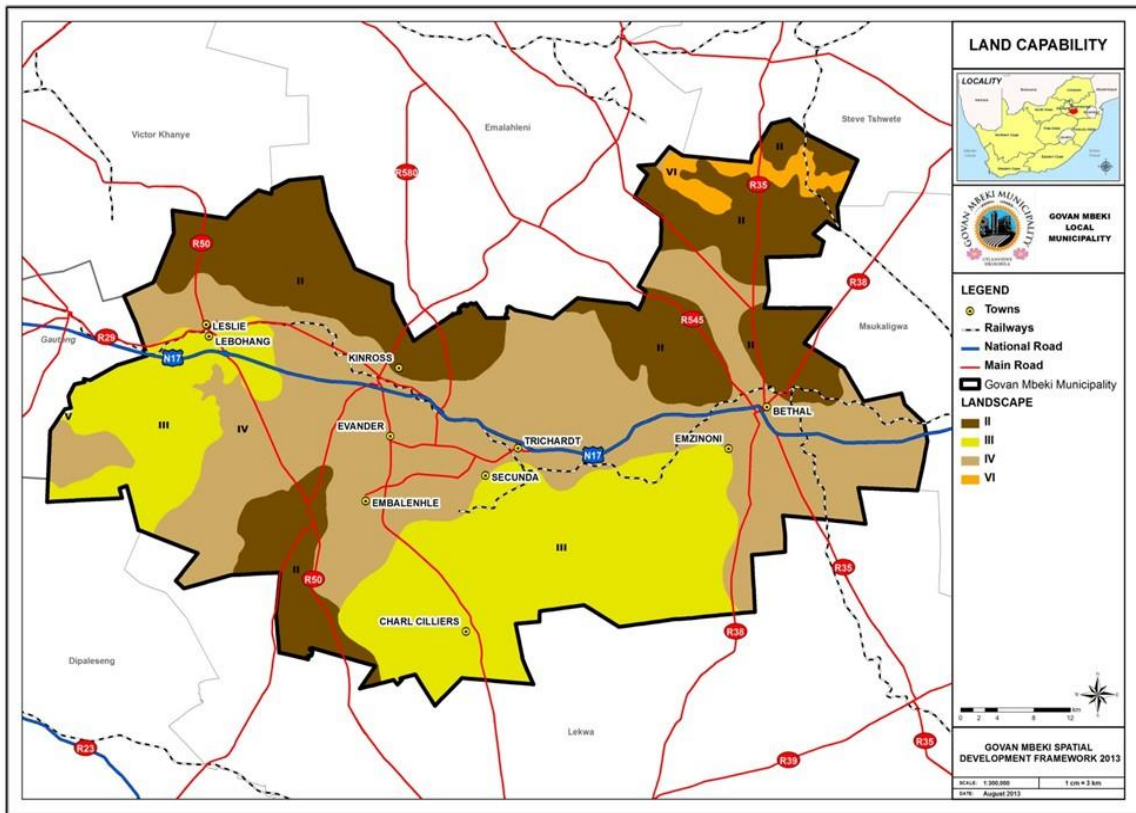 LAND CAPABILITY
LOCALITY
GOVAN MBEKI MUNICIPALITY
GOVAN MBEKI
LOCAL
MUNICIPALITY
LEGEND
Towns
Railways
National Road
Main Road
Govan Mbeki Municipality
LANDSCAPE
II
III
IV
VI
0 2 4 8 12 km
GOVAN MBEKI SPATIAL
DEVELOPMENT FRAMEWORK 2013
SCALE: 1:300,000
1 cm = 3 km
DATE: August 2013
Victor Khanye
Emalahleni
Steve Tshwete
II
VI
R580
R35
II
R50
II
R38
R545
Msukaligwa
LESLIE
LEBOHANG
R29
Gauteng
N17
KINROSS
II
II
BETHAL
V
III
IV
EVANDER
TRICHARDT
EMZINONI
N17
SECUNDA
EMBALENHLE
III
II
R50
R35
CHARL CILLIERS
R38
Dipaleseng
Lekwa
R23
R39
R35